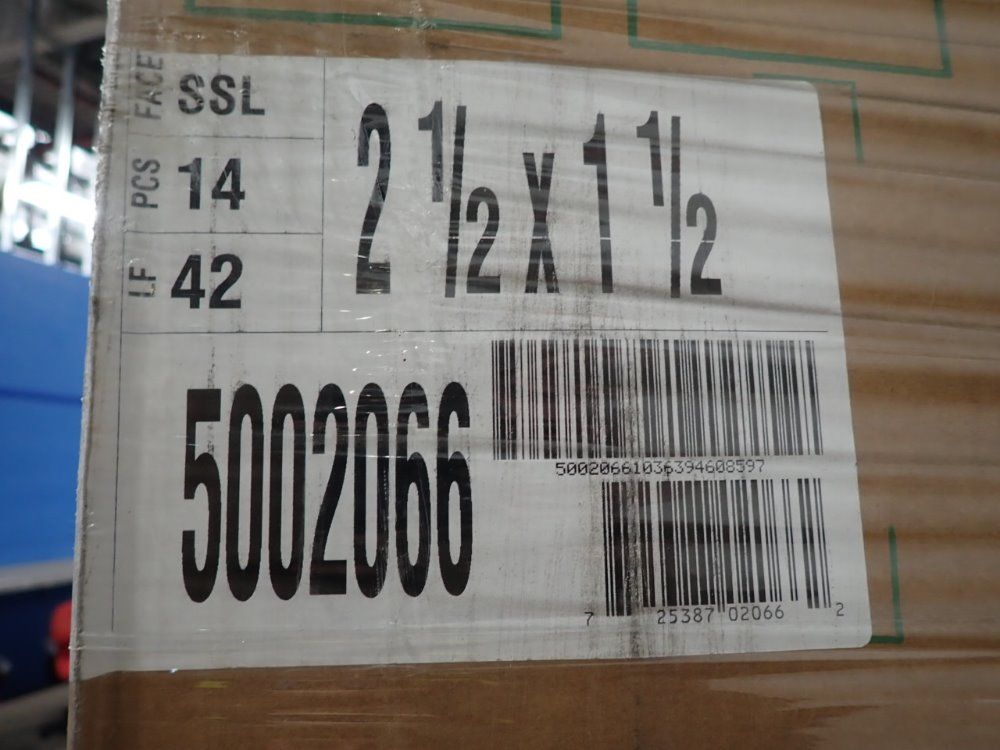 FACE SSL
PCS 14
LF 42
2 1/2 x 1 1/2
5002066
50020661036394608597
7 25387 02066 2